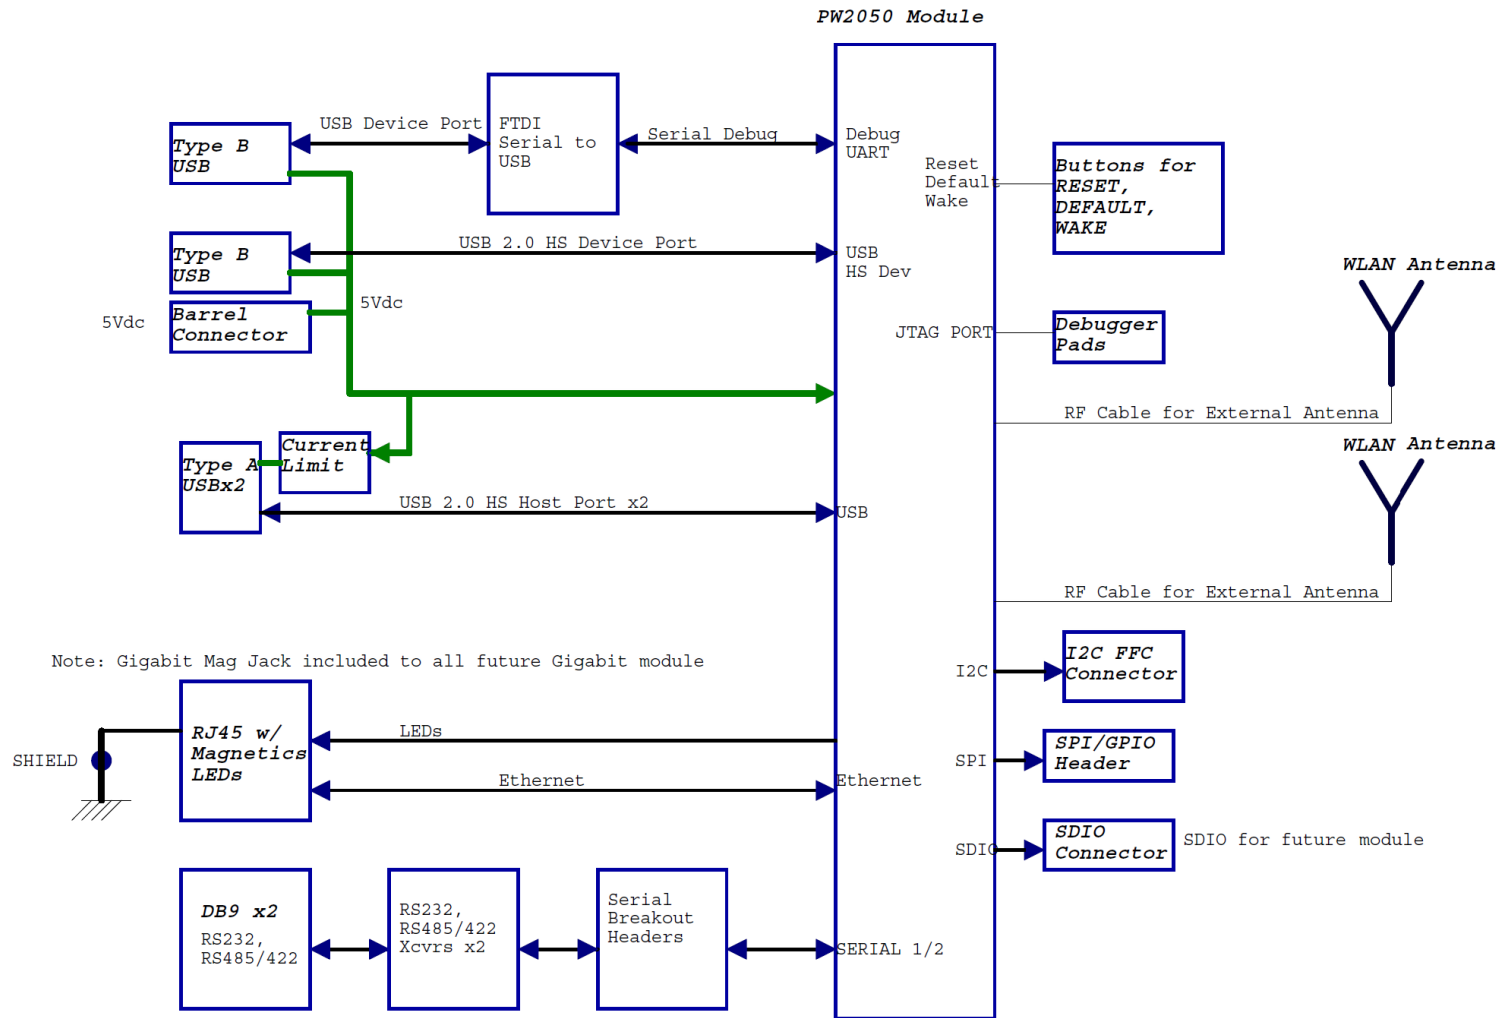 PW2050 Module
USB Device Port
FTDI
Serial to
USB
Serial Debug
Debug
UART
Type B
USB
Reset
Default
Wake
Buttons for
RESET,
DEFAULT,
WAKE
USB 2.0 HS Device Port
Type B
USB
USB
HS Dev
WLAN Antenna
5Vdc
Barrel
Connector
5Vdc
JTAG PORT
Debugger
Pads
RF Cable for External Antenna
Current
Limit
Type A
USBx2
WLAN Antenna
USB 2.0 HS Host Port x2
USB
RF Cable for External Antenna
Note: Gigabit Mag Jack included to all future Gigabit module
I2C
I2C FFC
Connector
RJ45 w/
Magnetics
LEDs
LEDs
SHIELD
SPI
SPI/GPIO
Header
Ethernet
Ethernet
SDIO
SDIO
Connector
SDIO for future module
DB9 x2
RS232,
RS485/422
RS232,
RS485/422
Xcvrs x2
Serial
Breakout
Headers
SERIAL 1/2